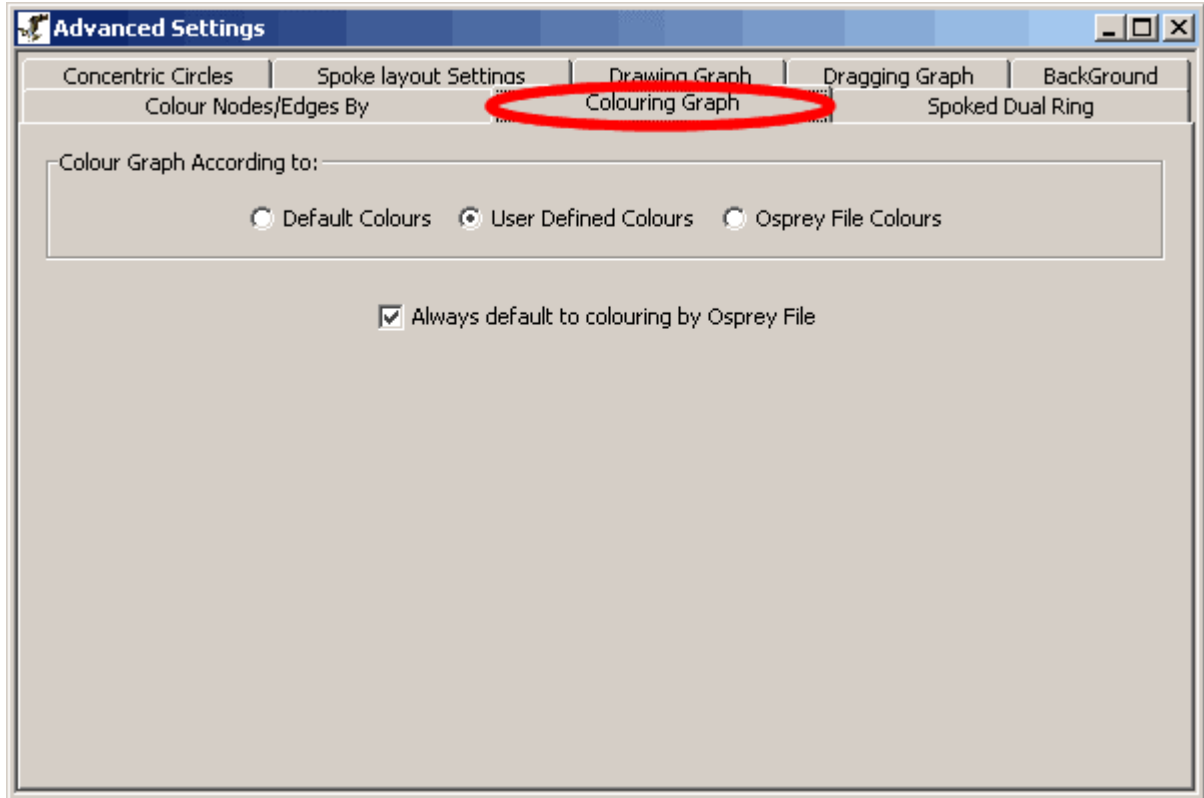 Advanced Settings
Concentric Circles Spoke layout Settings Drawing Graph Dragging Graph BackGround
Colour Nodes/Edges By Colouring Graph Spoked Dual Ring
Colour Graph According to:
Default Colours User Defined Colours Osprey File Colours
Always default to colouring by Osprey File